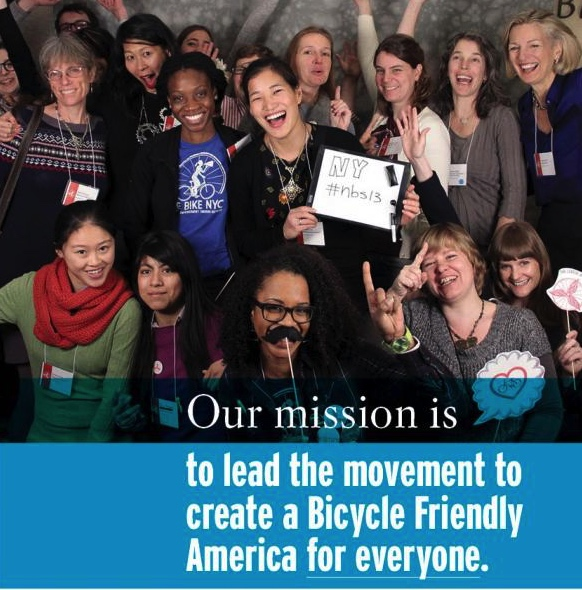 B
NY
#nbs13
E BIKE NYC
Our mission is
to lead the movement to
create a Bicycle Friendly
America for everyone.